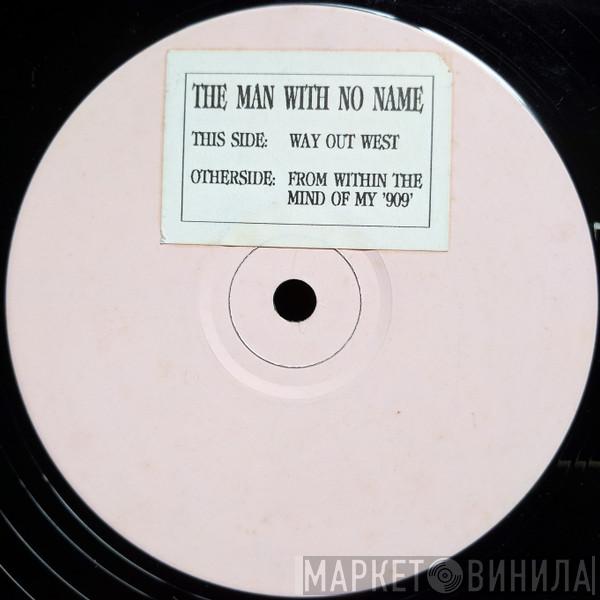 THE MAN WITH NO NAME
THIS SIDE: WAY OUT WEST
OTHERSIDE: FROM WITHIN THE
MIND OF MY '909'
МАРКЕТ ВИНИЛА